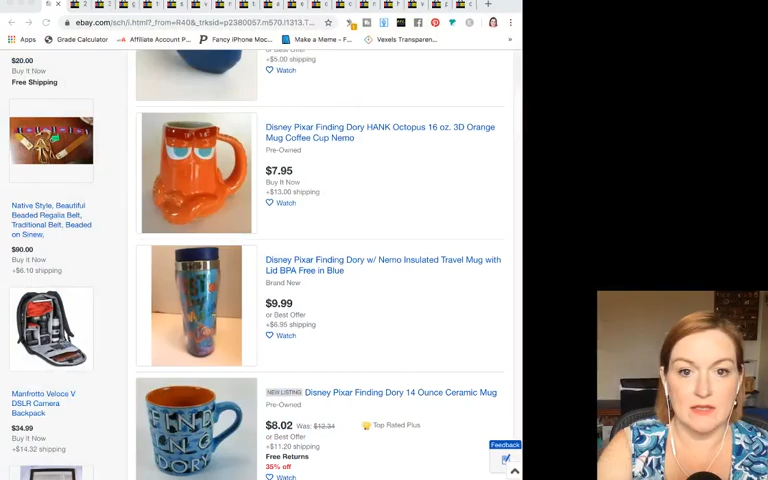 ebay.com/sch/i.html?_from=R40&_trksid=p2380057.m570.l1313.T...
Apps
Grade Calculator
Affiliate Account P...
Fancy iPhone Moc...
Make a Meme - F...
Vexels Transparen...
»
$20.00
Buy It Now
Free Shipping
Native Style, Beautiful
Beaded Regalia Belt,
Traditional Belt, Beaded
on Sinew,
$90.00
Buy It Now
+$6.10 shipping
Manfrotto Veloce V
DSLR Camera
Backpack
$34.99
Buy It Now
+$14.32 shipping
or Best Offer
+$5.00 shipping
Watch
Disney Pixar Finding Dory HANK Octopus 16 oz. 3D Orange
Mug Coffee Cup Nemo
Pre-Owned
$7.95
Buy It Now
+$13.00 shipping
Watch
Disney Pixar Finding Dory w/ Nemo Insulated Travel Mug with
Lid BPA Free in Blue
Brand New
$9.99
or Best Offer
+$6.95 shipping
Watch
FIND
ING
DORY
NEW LISTING Disney Pixar Finding Dory 14 Ounce Ceramic Mug
Pre-Owned
$8.02 Was: $12.34 Top Rated Plus
or Best Offer
+$11.20 shipping
Free Returns
35% off
Watch
Feedback